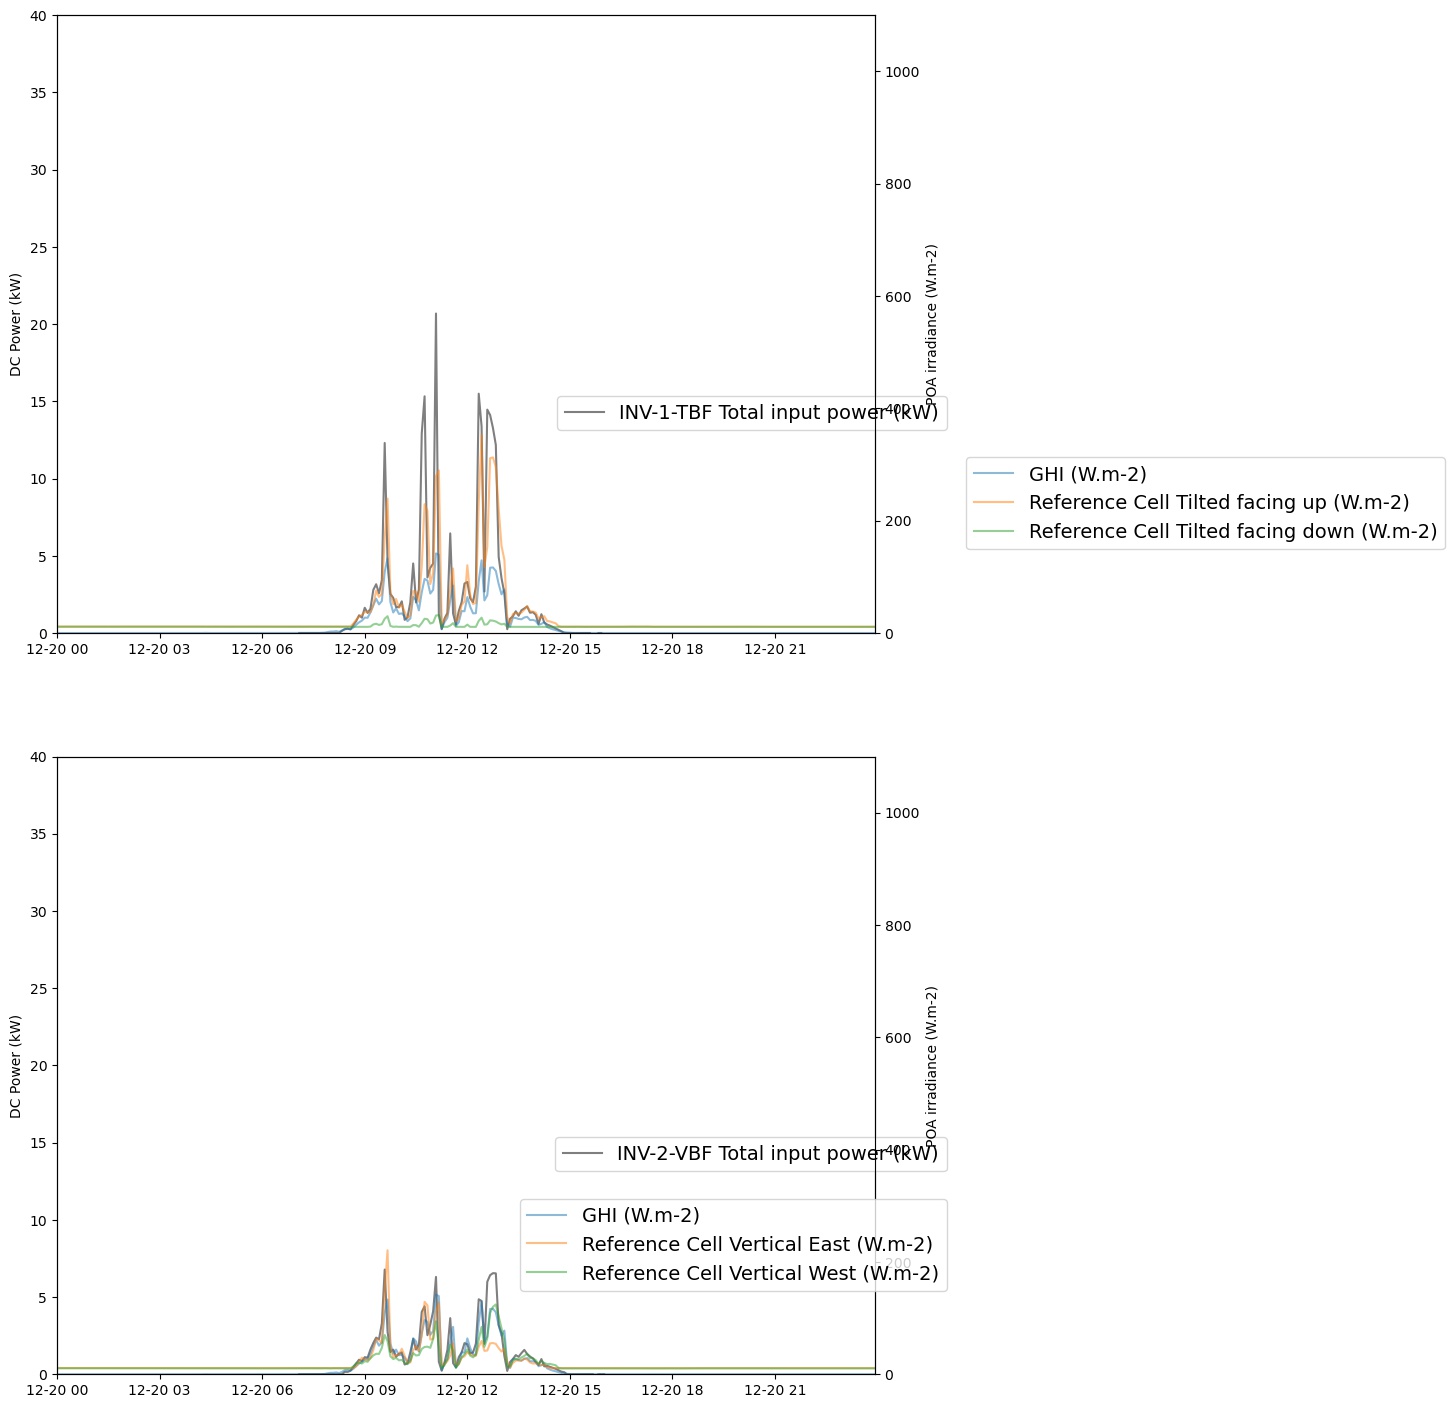 40
35
30
25
20
15
10
5
0
DC Power (kW)
1000
800
600
400
200
0
POA irradiance (W.m-2)
INV-1-TBF Total input power (kW)
GHI (W.m-2)
Reference Cell Tilted facing up (W.m-2)
Reference Cell Tilted facing down (W.m-2)
12-20 00 12-20 03 12-20 06 12-20 09 12-20 12 12-20 15 12-20 18 12-20 21
40
35
30
25
20
15
10
5
0
DC Power (kW)
1000
800
600
400
200
0
POA irradiance (W.m-2)
INV-2-VBF Total input power (kW)
GHI (W.m-2)
Reference Cell Vertical East (W.m-2)
Reference Cell Vertical West (W.m-2)
12-20 00 12-20 03 12-20 06 12-20 09 12-20 12 12-20 15 12-20 18 12-20 21